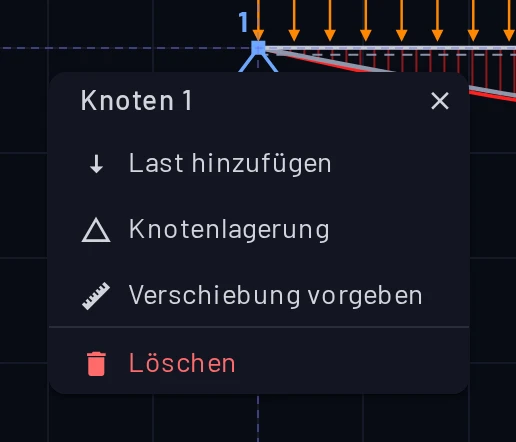 1
Knoten 1
Last hinzufügen
Knotenlagerung
Verschiebung vorgeben
Löschen